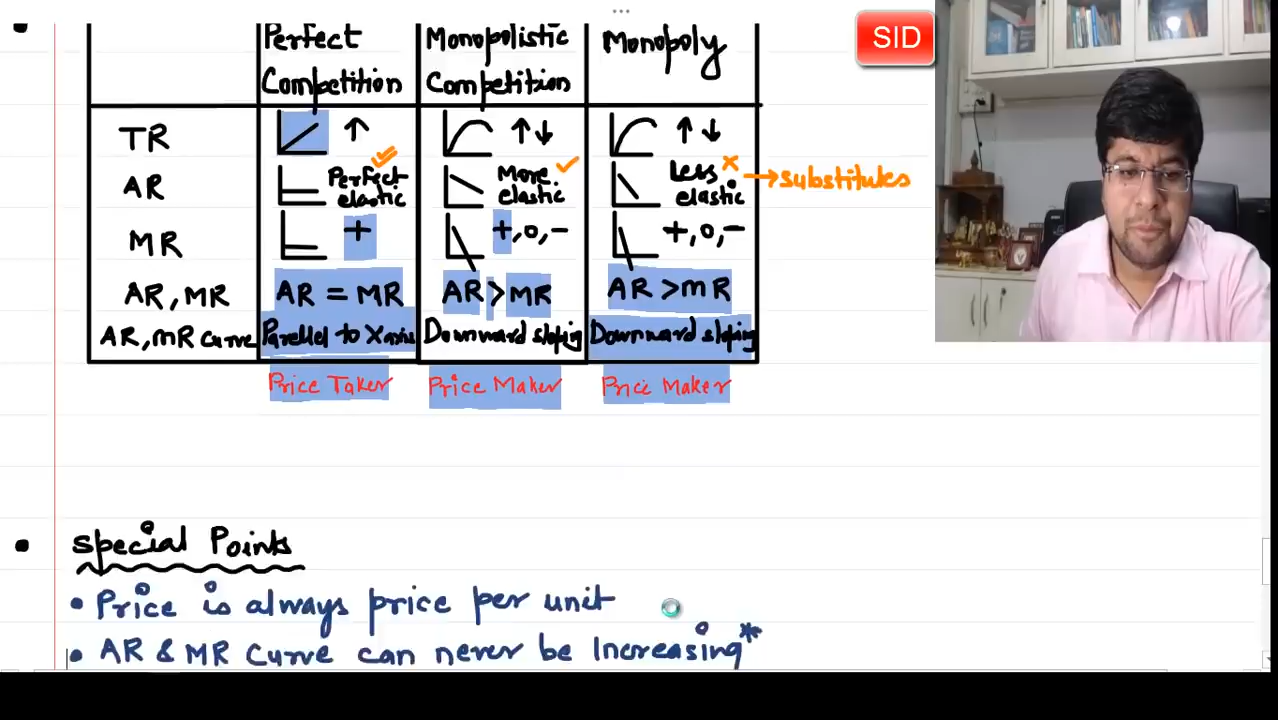 SID
Perfect Competition
Monopolistic Competition
Monopoly
TR ↑ ↑↓ ↑↓
AR Perfect elastic More elastic Less elastic → substitutes
MR + +,0,- +,0,-
AR, MR AR = MR AR > MR AR > mR
AR, mR curve Parellel to X axis Downward sloping Downward sloping
Price Taker Price Maker Price Maker
• Special Points
• Price is always price per unit
• AR & MR Curve can never be Increasing*